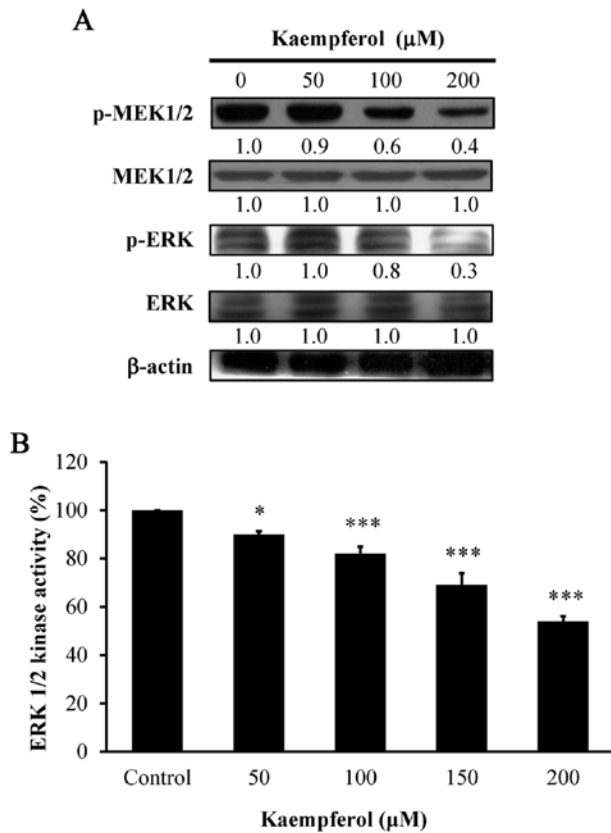 A
Kaempferol (μM)
0 50 100 200
p-MEK1/2
1.0 0.9 0.6 0.4
MEK1/2
1.0 1.0 1.0 1.0
p-ERK
1.0 1.0 0.8 0.3
ERK
1.0 1.0 1.0 1.0
β-actin
B
ERK 1/2 kinase activity (%)
120
100
80
60
40
20
0
* *** *** ***
Control 50 100 150 200
Kaempferol (μM)